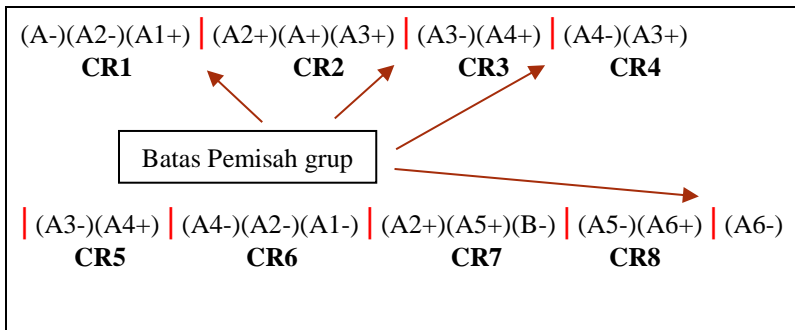 (A-)(A2-)(A1+) | (A2+)(A+)(A3+) | (A3-)(A4+) | (A4-)(A3+)
CR1 CR2 CR3 CR4
Batas Pemisah grup
| (A3-)(A4+) | (A4-)(A2-)(A1-) | (A2+)(A5+)(B-) | (A5-)(A6+) | (A6-)
CR5 CR6 CR7 CR8